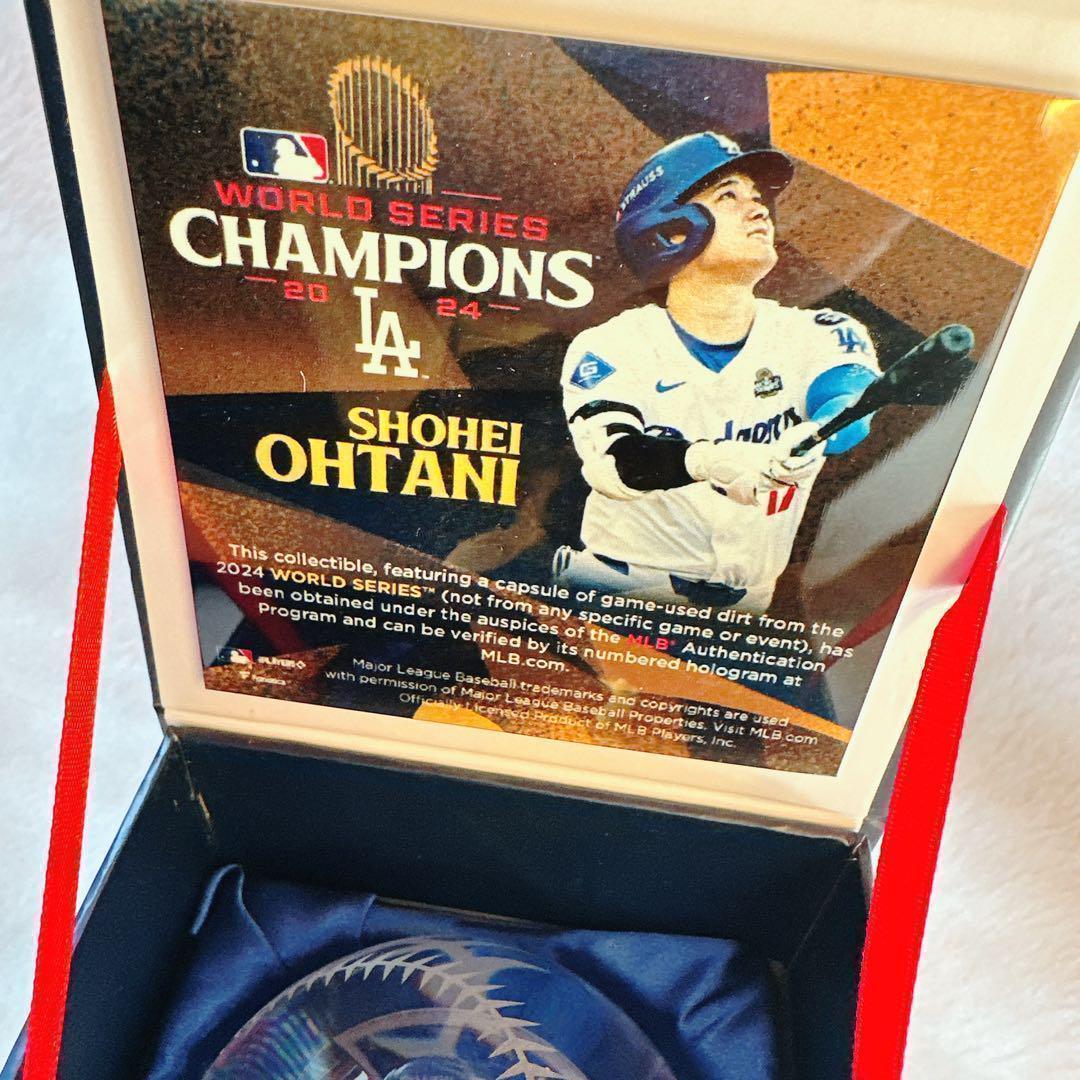 WORLD SERIES
CHAMPIONS
20 24
LA
SHOHEI
OHTANI
This collectible, featuring a capsule of game-used dirt from the
2024 WORLD SERIES™ (not from any specific game or event), has
been obtained under the auspices of the MLB® Authentication
Program and can be verified by its numbered hologram at
MLB.com.
Major League Baseball trademarks and copyrights are used
with permission of Major League Baseball Properties. Visit MLB.com
Officially Licensed Product of MLB Players, Inc.
STRAUSS
LA
G
17